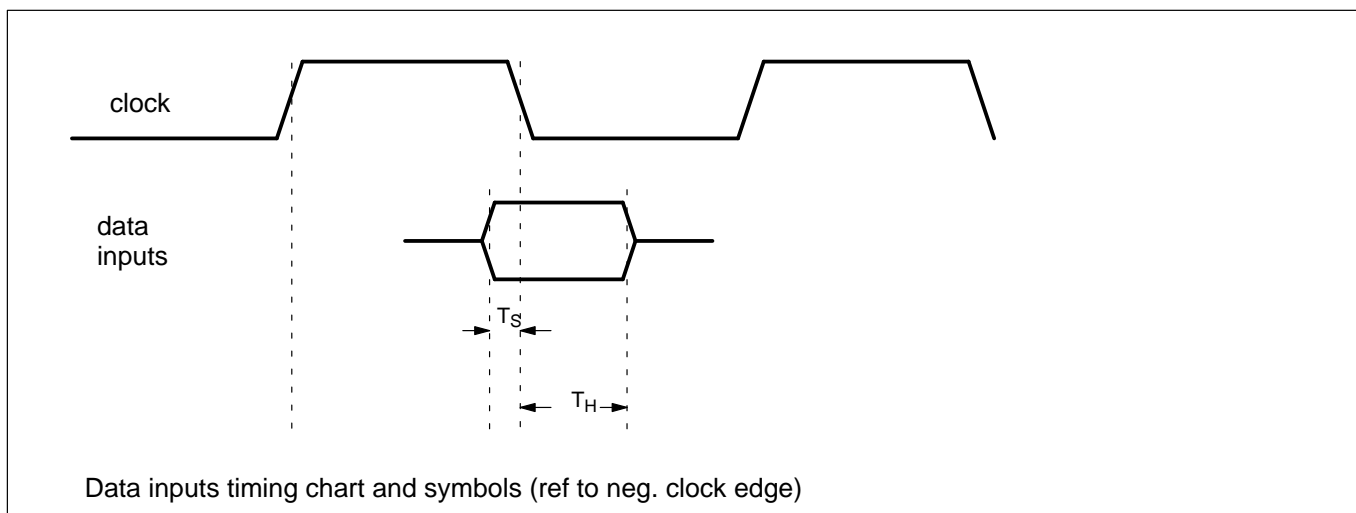 clock
data
inputs
TS
TH
Data inputs timing chart and symbols (ref to neg. clock edge)